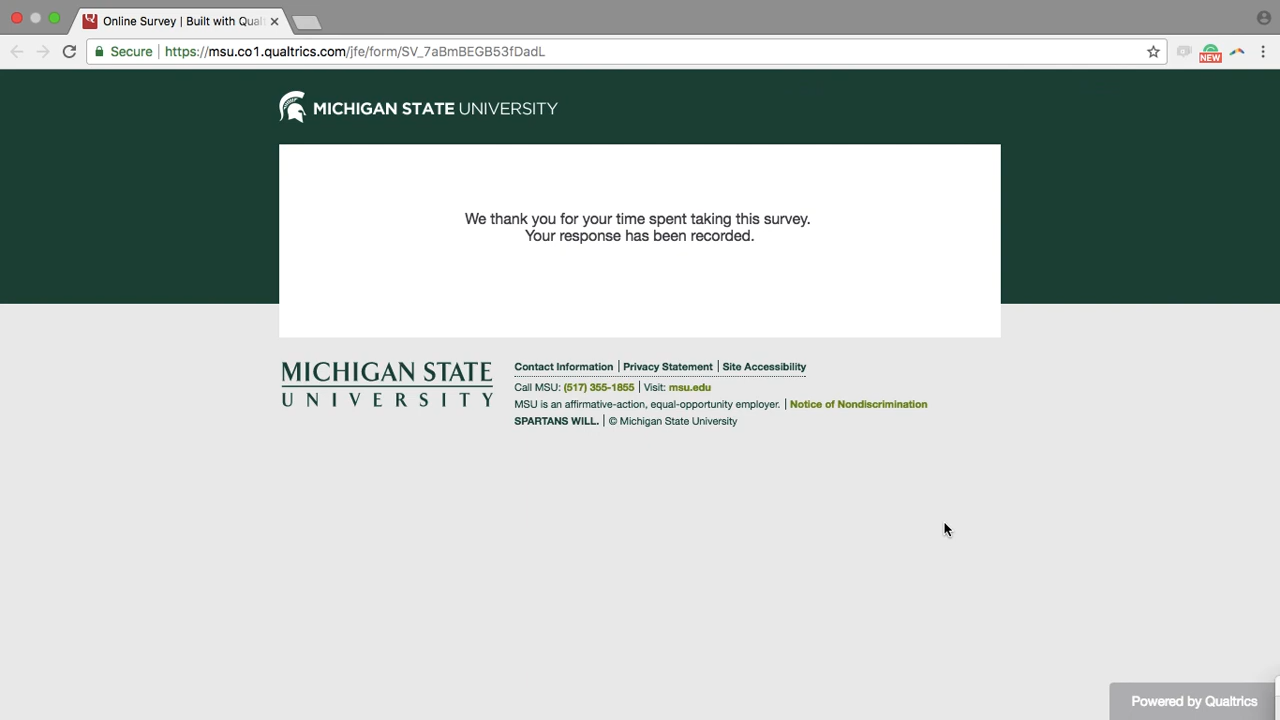 Online Survey | Built with Qualt
Secure | https://msu.co1.qualtrics.com/jfe/form/SV_7aBmBEGB53fDadL
NEW
MICHIGAN STATE UNIVERSITY
We thank you for your time spent taking this survey.
Your response has been recorded.
MICHIGAN STATE
UNIVERSITY
Contact Information | Privacy Statement | Site Accessibility
Call MSU: (517) 355-1855 | Visit: msu.edu
MSU is an affirmative-action, equal-opportunity employer. | Notice of Nondiscrimination
SPARTANS WILL. | © Michigan State University
Powered by Qualtrics